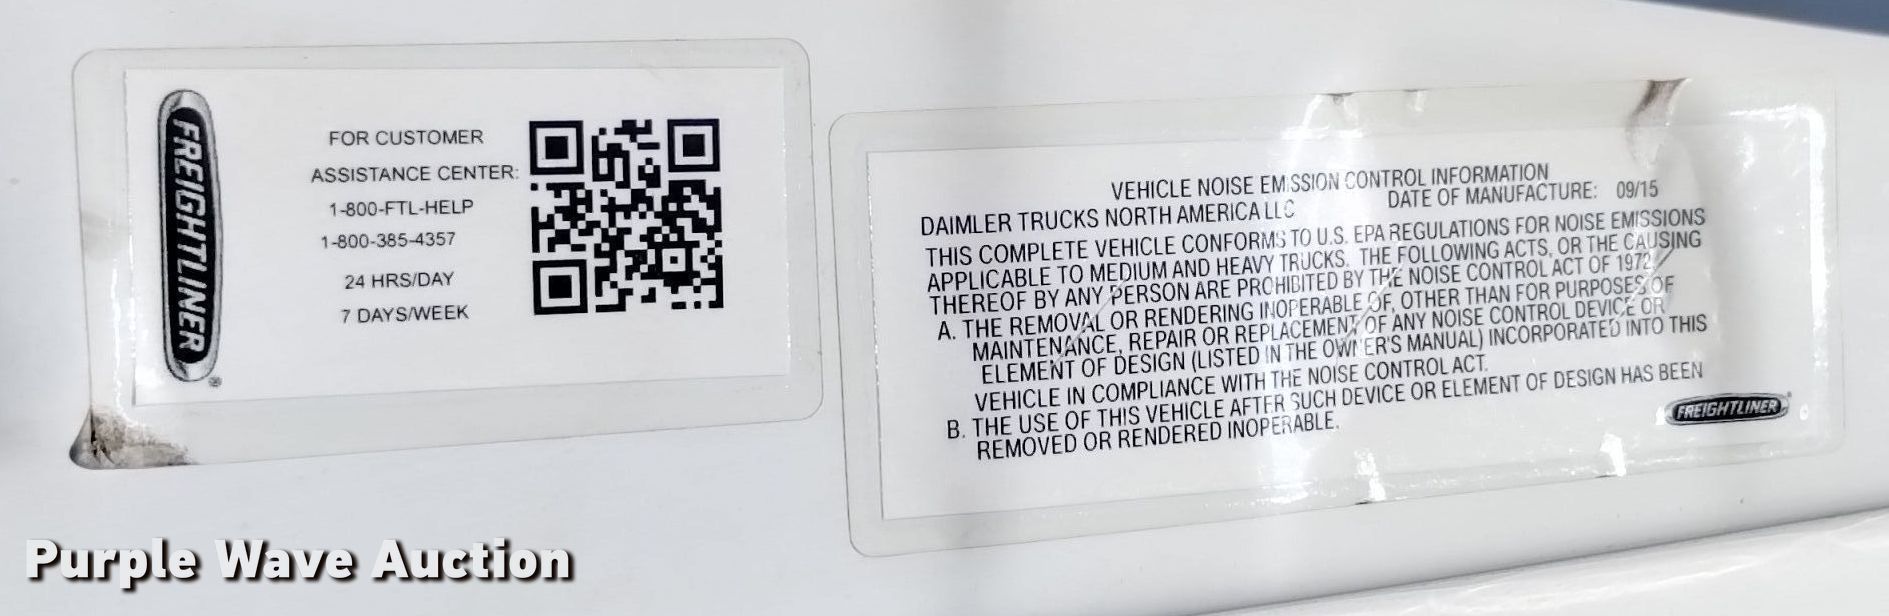 FREIGHTLINER
®
FOR CUSTOMER
ASSISTANCE CENTER:
1-800-FTL-HELP
1-800-385-4357
24 HRS/DAY
7 DAYS/WEEK
VEHICLE NOISE EMISSION CONTROL INFORMATION
DAIMLER TRUCKS NORTH AMERICA LLC DATE OF MANUFACTURE: 09/15
THIS COMPLETE VEHICLE CONFORMS TO U.S. EPA REGULATIONS FOR NOISE EMISSIONS
APPLICABLE TO MEDIUM AND HEAVY TRUCKS. THE FOLLOWING ACTS, OR THE CAUSING
THEREOF BY ANY PERSON ARE PROHIBITED BY THE NOISE CONTROL ACT OF 1972
A. THE REMOVAL OR RENDERING INOPERABLE OF, OTHER THAN FOR PURPOSES OF
MAINTENANCE, REPAIR OR REPLACEMENT OF ANY NOISE CONTROL DEVICE OR
ELEMENT OF DESIGN (LISTED IN THE OWNER'S MANUAL) INCORPORATED INTO THIS
VEHICLE IN COMPLIANCE WITH THE NOISE CONTROL ACT.
B. THE USE OF THIS VEHICLE AFTER SUCH DEVICE OR ELEMENT OF DESIGN HAS BEEN
REMOVED OR RENDERED INOPERABLE.
FREIGHTLINER
Purple Wave Auction